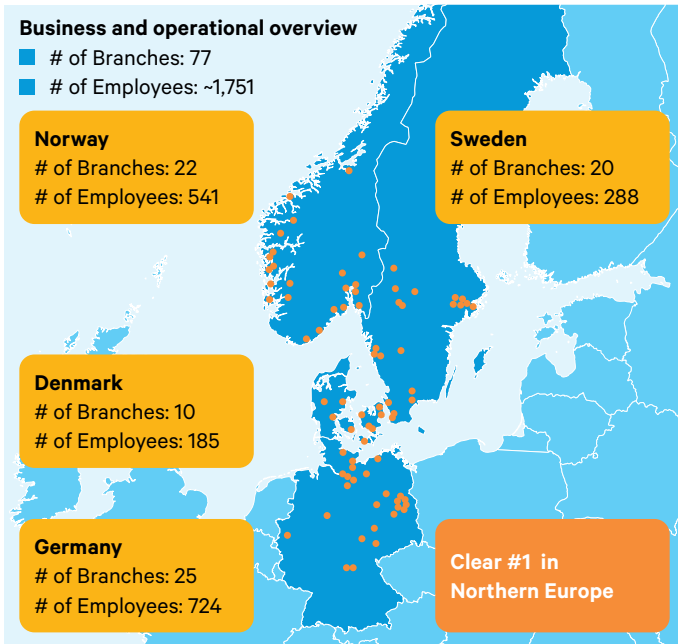 Business and operational overview
# of Branches: 77
# of Employees: ~1,751
Norway
# of Branches: 22
# of Employees: 541
Sweden
# of Branches: 20
# of Employees: 288
Denmark
# of Branches: 10
# of Employees: 185
Germany
# of Branches: 25
# of Employees: 724
Clear #1 in
Northern Europe